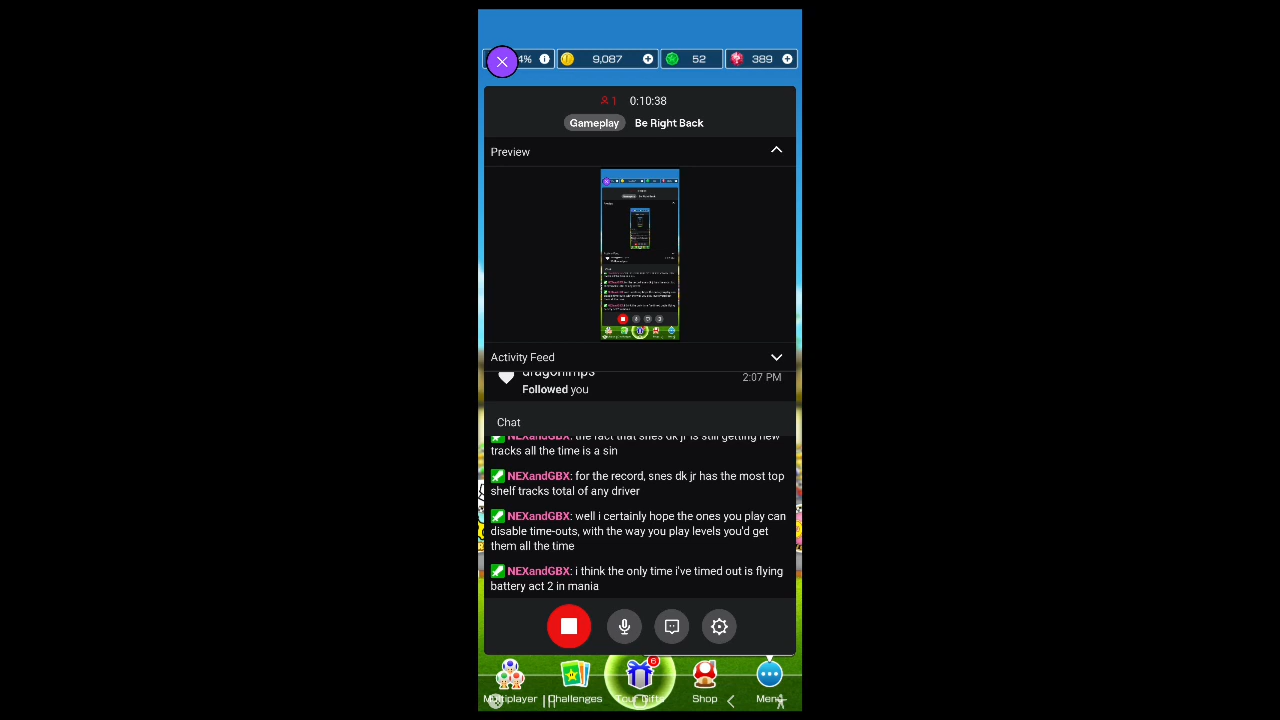 4% 9,087 52 389
1 0:10:38
Gameplay Be Right Back
Preview
Activity Feed
dragonimps 2:07 PM
Followed you
Chat
NEXandGBX: the fact that snes dk jr is still getting new
tracks all the time is a sin
NEXandGBX: for the record, snes dk jr has the most top
shelf tracks total of any driver
NEXandGBX: well i certainly hope the ones you play can
disable time-outs, with the way you play levels you'd get
them all the time
NEXandGBX: i think the only time i've timed out is flying
battery act 2 in mania
6
Multiplayer Challenges Tour Gifts Shop Menu